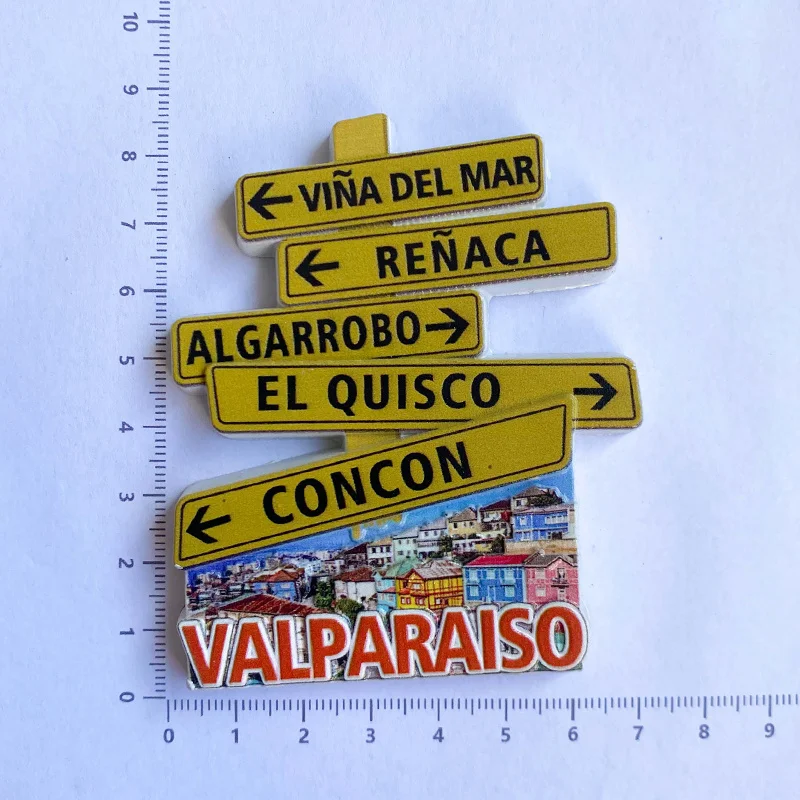 ← VIÑA DEL MAR
← REÑACA
ALGARROBO →
EL QUISCO →
← CONCON
VALPARAISO
10
9
8
7
6
5
4
3
2
1
0
0 1 2 3 4 5 6 7 8 9